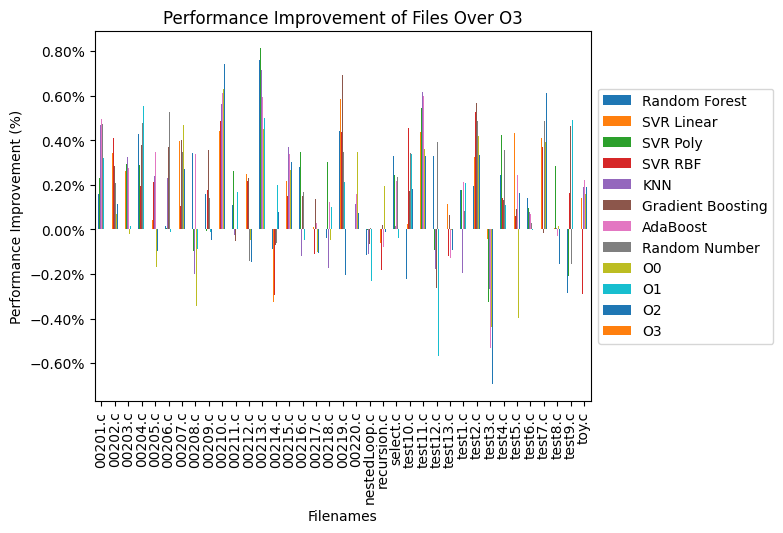 Performance Improvement of Files Over O3
Performance Improvement (%)
0.80%
0.60%
0.40%
0.20%
0.00%
−0.20%
−0.40%
−0.60%
00201.c
00202.c
00203.c
00204.c
00205.c
00206.c
00207.c
00208.c
00209.c
00210.c
00211.c
00212.c
00213.c
00214.c
00215.c
00216.c
00217.c
00218.c
00219.c
00220.c
nestedLoop.c
recursion.c
select.c
test10.c
test11.c
test12.c
test13.c
test1.c
test2.c
test3.c
test4.c
test5.c
test6.c
test7.c
test8.c
test9.c
toy.c
Filenames
Random Forest
SVR Linear
SVR Poly
SVR RBF
KNN
Gradient Boosting
AdaBoost
Random Number
O0
O1
O2
O3